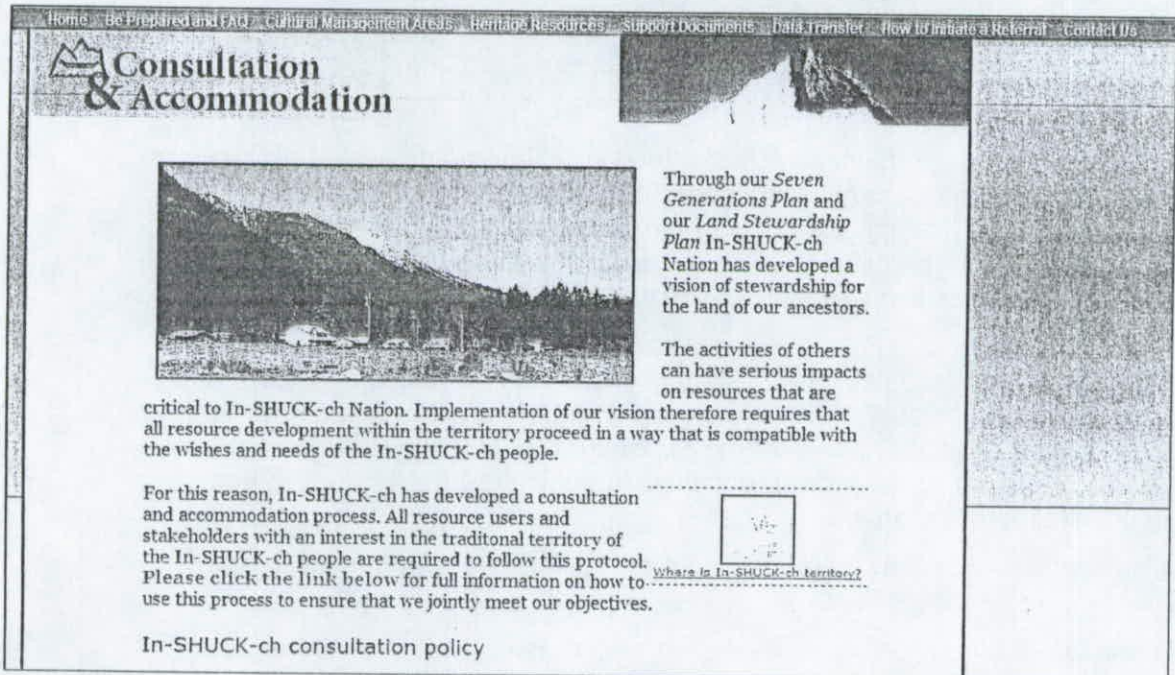 Home Be Prepared and FAQ Cultural Management Areas Heritage Resources Support Documents Data Transfer How to Initiate a Referral Contact Us
Consultation
& Accommodation
Through our Seven
Generations Plan and
our Land Stewardship
Plan In-SHUCK-ch
Nation has developed a
vision of stewardship for
the land of our ancestors.
The activities of others
can have serious impacts
on resources that are
critical to In-SHUCK-ch Nation. Implementation of our vision therefore requires that
all resource development within the territory proceed in a way that is compatible with
the wishes and needs of the In-SHUCK-ch people.
For this reason, In-SHUCK-ch has developed a consultation
and accommodation process. All resource users and
stakeholders with an interest in the traditonal territory of
the In-SHUCK-ch people are required to follow this protocol.
Please click the link below for full information on how to
use this process to ensure that we jointly meet our objectives.
Where is In-SHUCK-ch territory?
In-SHUCK-ch consultation policy